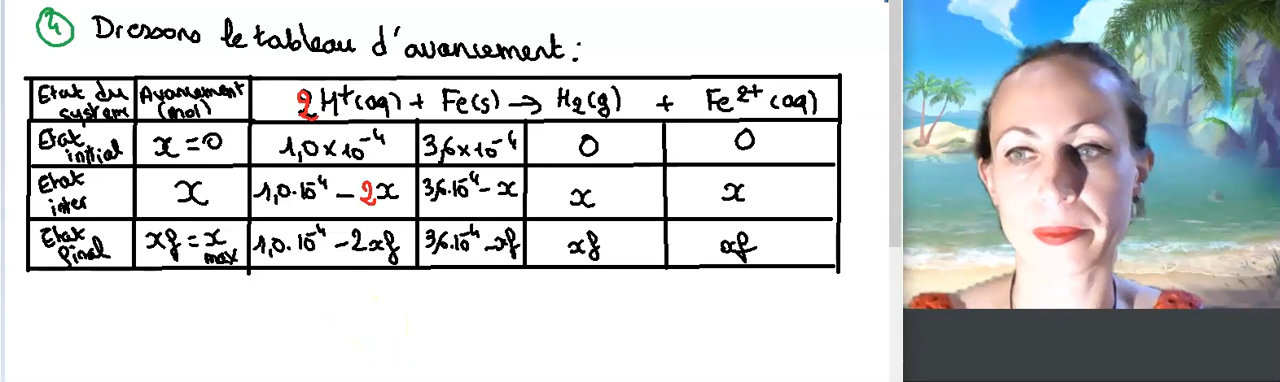 4 Dressons le tableau d'avancement :
Etat du system Avancement (mol) 2H+(aq) + Fe(s) → H₂(g) + Fe²⁺(aq)
Etat initial x = 0 1,0×10⁻⁴ 3,6×10⁻⁴ 0 0
Etat inter x 1,0.10⁻⁴ - 2x 3,6.10⁻⁴ - x x x
Etat final xf = x max 1,0.10⁻⁴ - 2xf 3,6.10⁻⁴ - xf xf xf